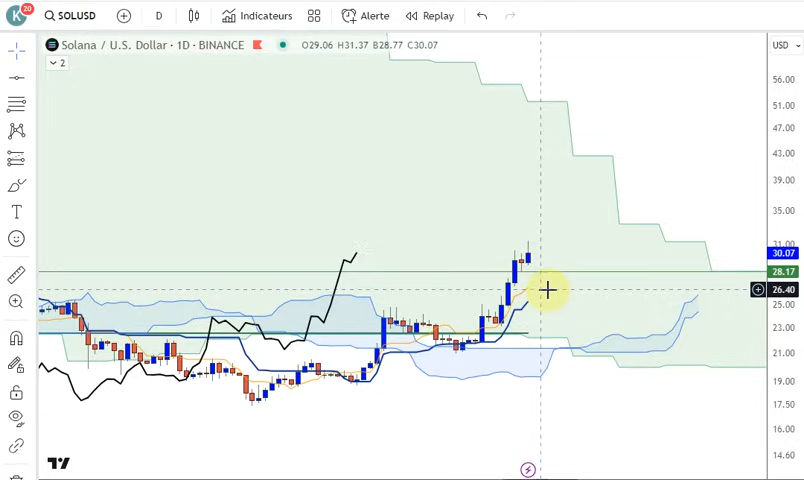 K
20
SOLUSD
D
Indicateurs
Alerte
Replay
Solana / U.S. Dollar · 1D · BINANCE
O29.06 H31.37 B28.77 C30.07
2
USD
56.00
51.00
47.00
43.00
39.00
35.00
31.00
30.07
28.17
26.40
25.00
23.00
21.00
19.00
17.50
16.00
14.60
T